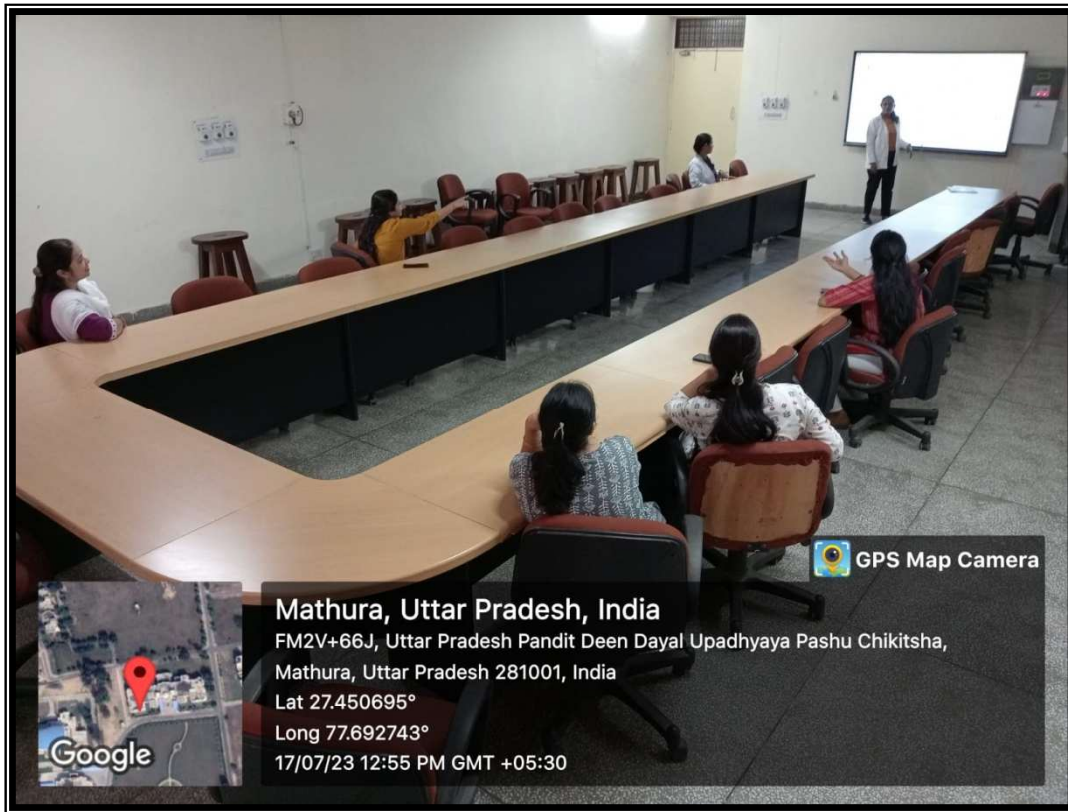 GPS Map Camera
Mathura, Uttar Pradesh, India
FM2V+66J, Uttar Pradesh Pandit Deen Dayal Upadhyaya Pashu Chikitsha,
Mathura, Uttar Pradesh 281001, India
Lat 27.450695°
Long 77.692743°
17/07/23 12:55 PM GMT +05:30
Google